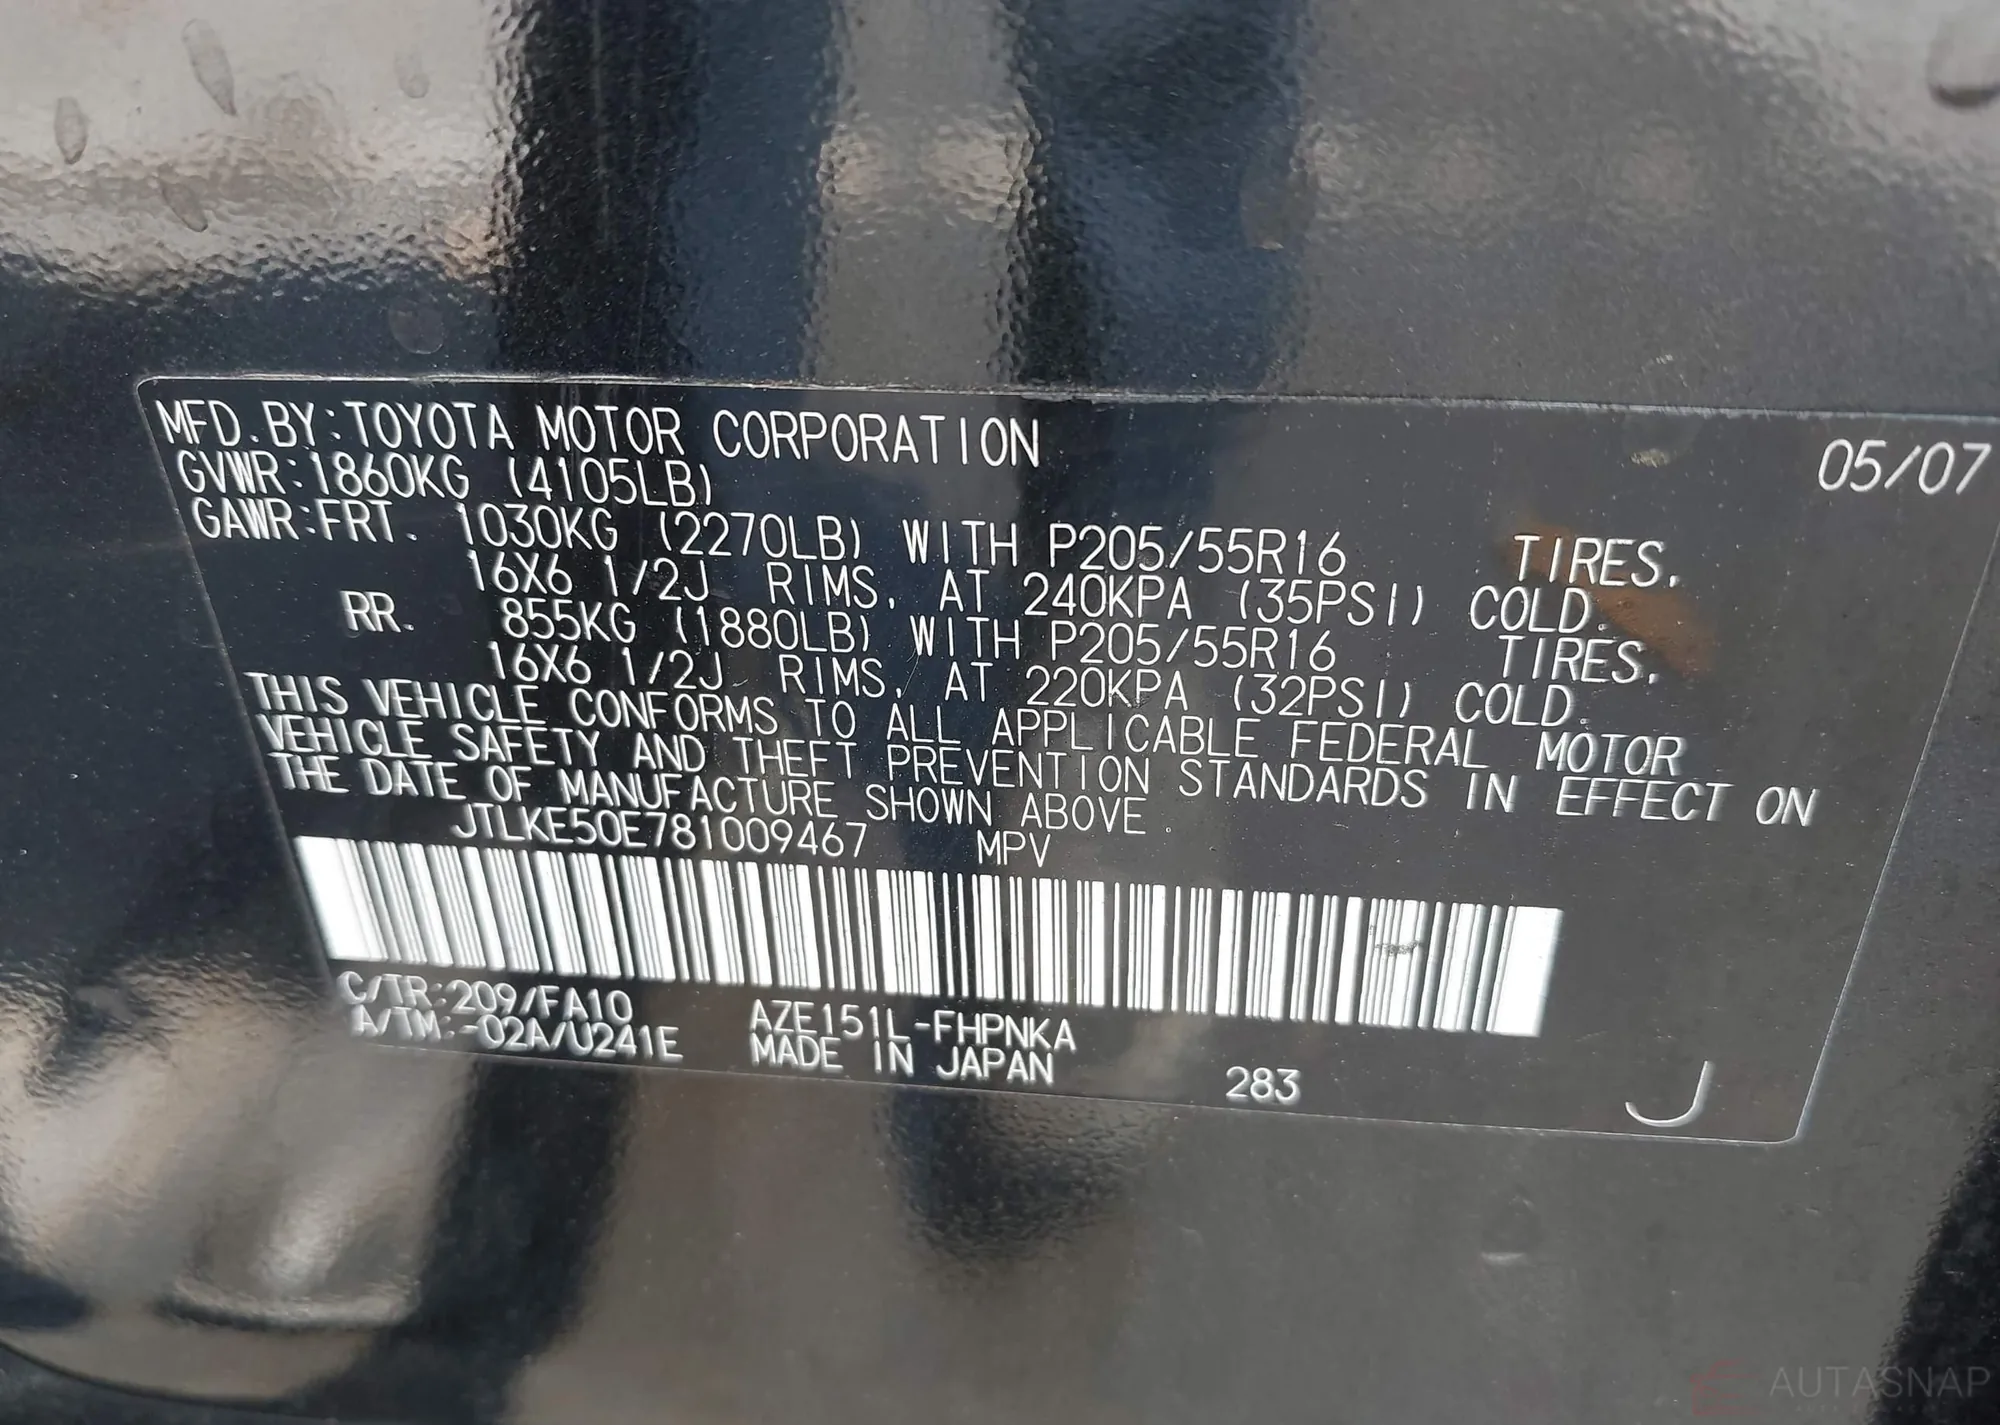 MFD.BY:TOYOTA MOTOR CORPORATION 05/07
GVWR:1860KG (4105LB)
GAWR:FRT. 1030KG (2270LB) WITH P205/55R16 TIRES,
16X6 1/2J RIMS, AT 240KPA (35PSI) COLD.
RR. 855KG (1880LB) WITH P205/55R16 TIRES,
16X6 1/2J RIMS, AT 220KPA (32PSI) COLD.
THIS VEHICLE CONFORMS TO ALL APPLICABLE FEDERAL MOTOR
VEHICLE SAFETY AND THEFT PREVENTION STANDARDS IN EFFECT ON
THE DATE OF MANUFACTURE SHOWN ABOVE.
JTLKE50E781009467 MPV
C/TR:209/FA10 AZE151L-FHPNKA
A/TM:-02A/U241E MADE IN JAPAN 283 J
AUTASNAP